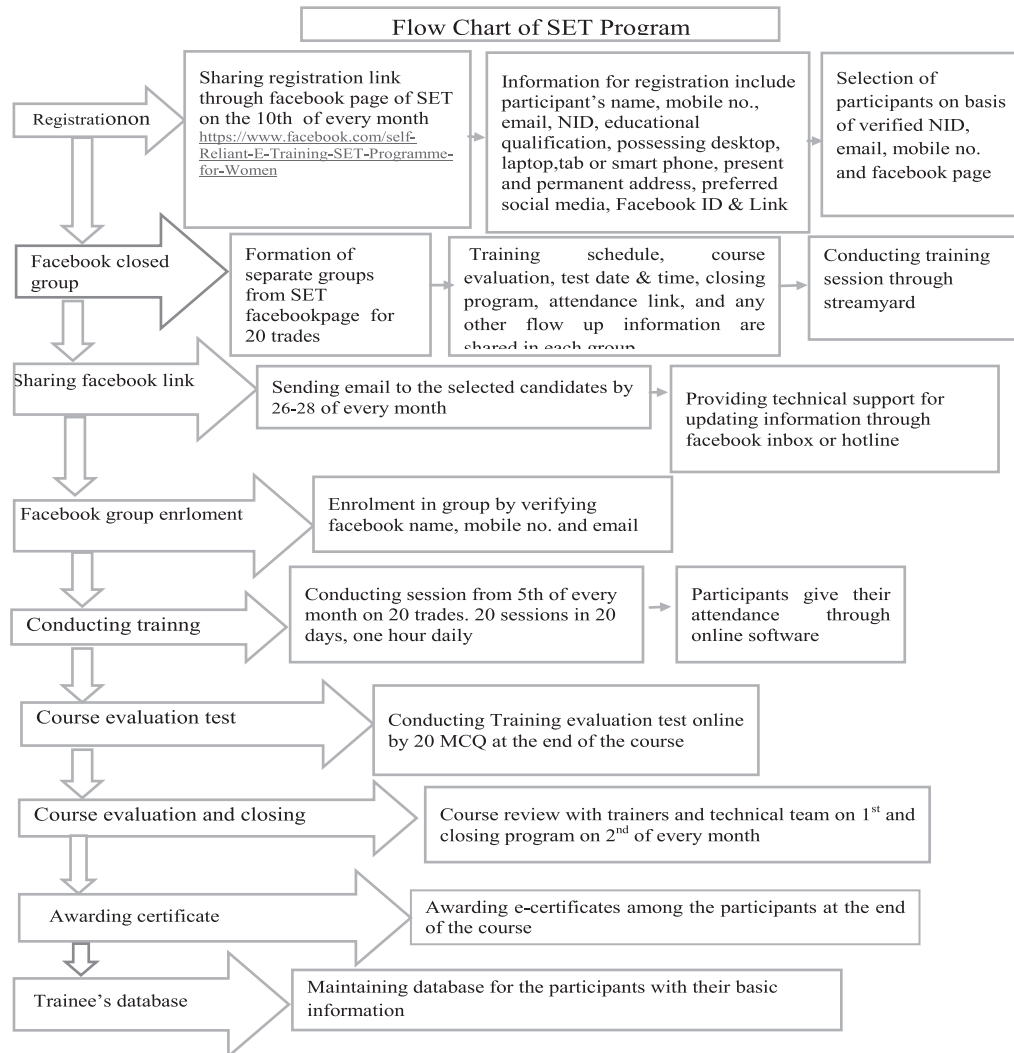 Flow Chart of SET Program
Registrationon
Sharing registration link
through facebook page of SET
on the 10th of every month
https://www.facebook.com/self-
Reliant-E-Training-SET-Programme-
for-Women
Information for registration include
participant's name, mobile no.,
email, NID, educational
qualification, possessing desktop,
laptop,tab or smart phone, present
and permanent address, preferred
social media, Facebook ID & Link
Selection of
participants on basis
of verified NID,
email, mobile no.
and facebook page
Facebook closed
group
Formation of
separate groups
from SET
facebookpage for
20 trades
Training schedule, course
evaluation, test date & time, closing
program, attendance link, and any
other flow up information are
shared in each group
Conducting training
session through
streamyard
Sharing facebook link
Sending email to the selected candidates by
26-28 of every month
Providing technical support for
updating information through
facebook inbox or hotline
Facebook group enrloment
Enrolment in group by verifying
facebook name, mobile no. and email
Conducting trainng
Conducting session from 5th of every
month on 20 trades. 20 sessions in 20
days, one hour daily
Participants give their
attendance through
online software
Course evaluation test
Conducting Training evaluation test online
by 20 MCQ at the end of the course
Course evaluation and closing
Course review with trainers and technical team on 1st and
closing program on 2nd of every month
Awarding certificate
Awarding e-certificates among the participants at the end
of the course
Trainee's database
Maintaining database for the participants with their basic
information